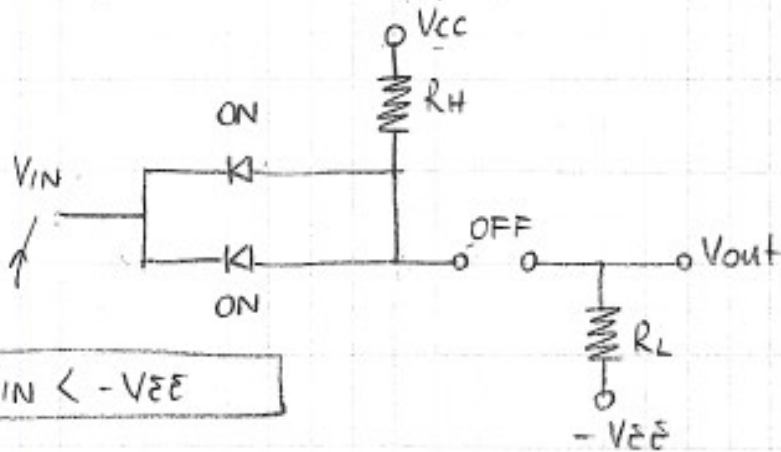 Vcc
RH
ON
VIN
OFF
Vout
ON
RL
IN < -VEE
- VEE